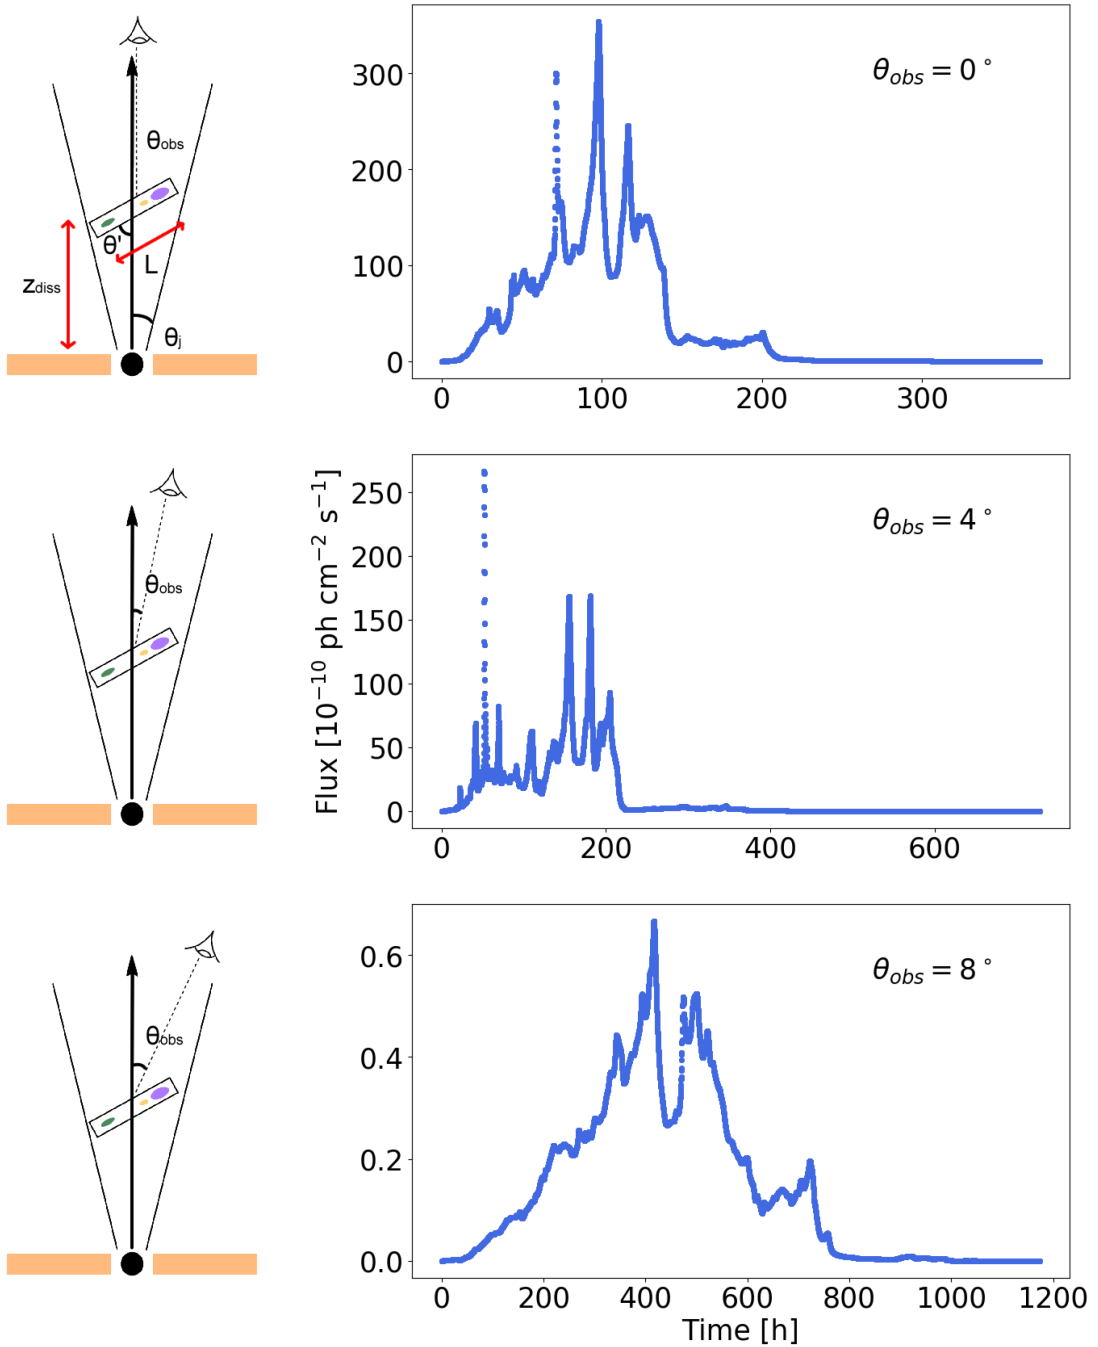 θobs
θ'
L
zdiss
θj
300
200
100
0
θobs = 0°
0
100
200
300
θobs
Flux [10⁻¹⁰ ph cm⁻² s⁻¹]
250
200
150
100
50
0
θobs = 4°
0
200
400
600
θobs
0.6
0.4
0.2
0.0
θobs = 8°
0
200
400
600
800
1000
1200
Time [h]